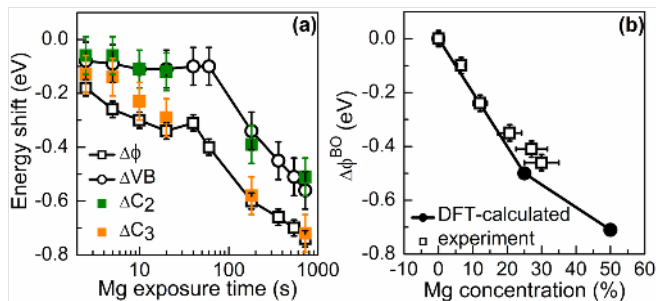 (a)
0.0
-0.2
-0.4
-0.6
-0.8
Energy shift (eV)
Δϕ
ΔVB
ΔC2
ΔC3
10 100 1000
Mg exposure time (s)
(b)
0.0
-0.2
-0.4
-0.6
-0.8
Δϕ^BO (eV)
DFT-calculated
experiment
-10 0 10 20 30 40 50 60
Mg concentration (%)